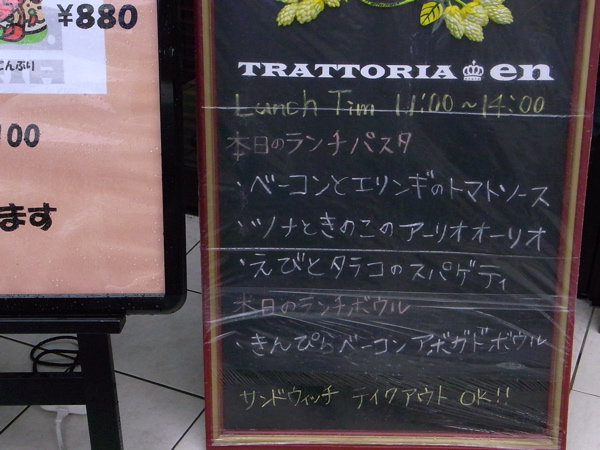 ¥880
どんぶり
100
ます
TRATTORIA en
Lunch Tim 11:00~14:00
本日のランチパスタ
・ベーコンとエリンギのトマトソース
・ツナときのこのアーリオオーリオ
・えびとタラコのスパゲティ
本日のランチボウル
・きんぴらベーコンアボガドボウル
サンドウィッチ テイクアウト OK!!